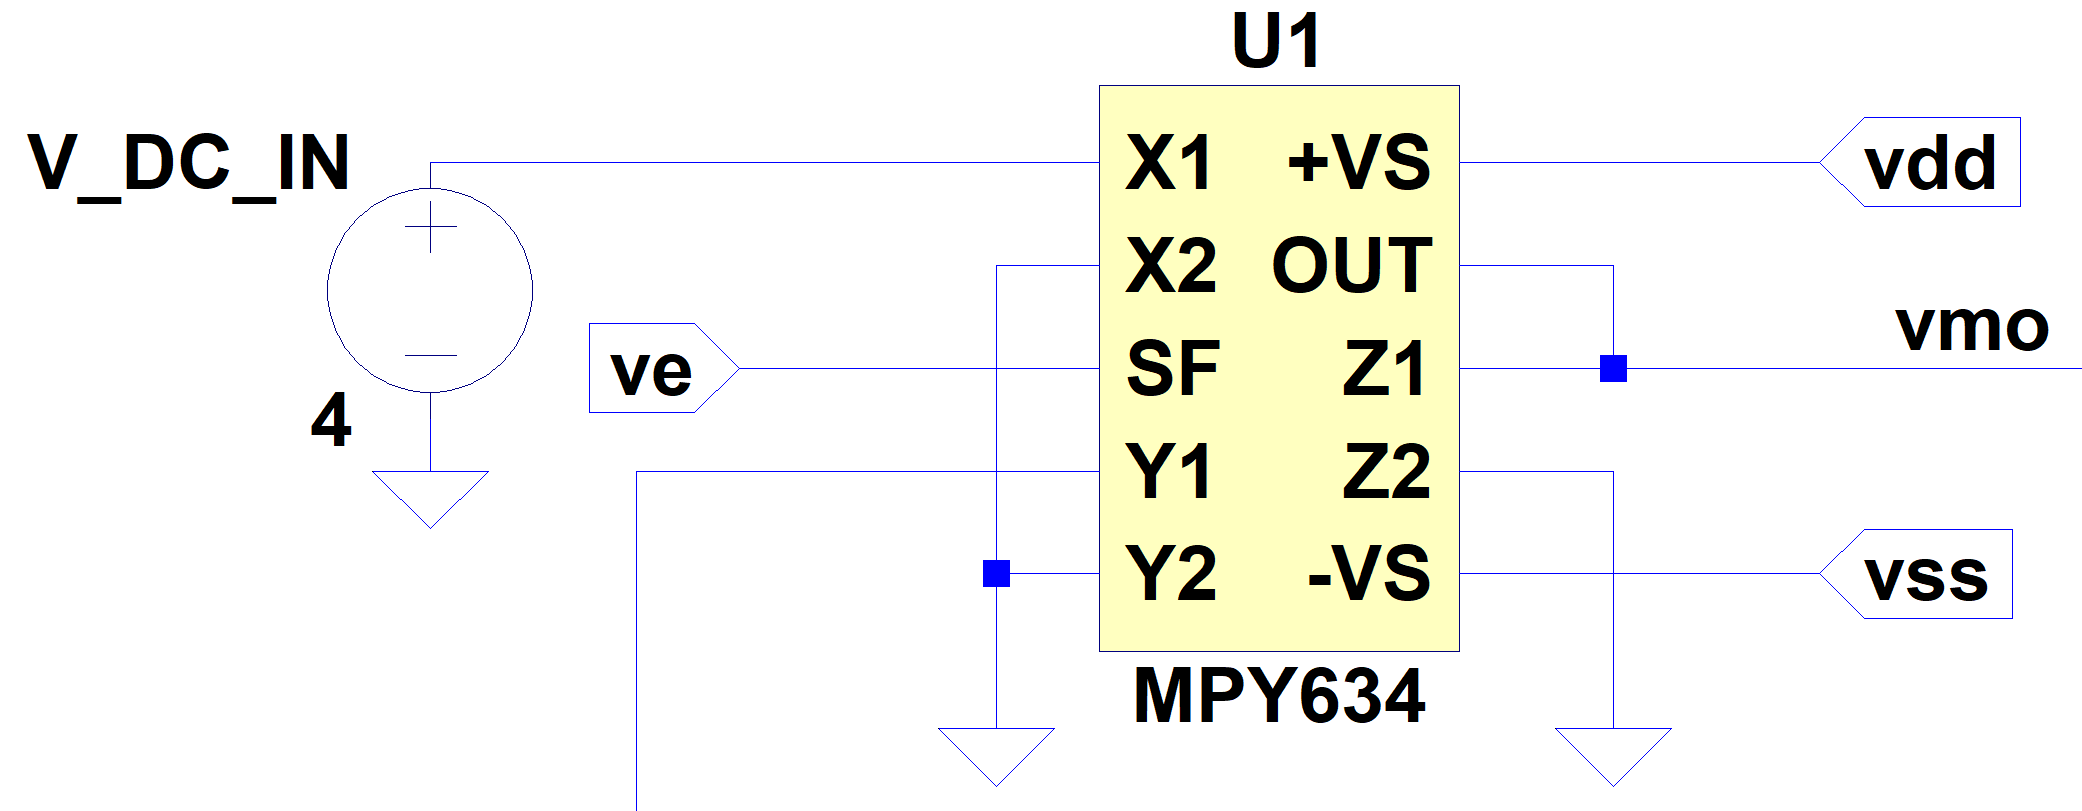 U1
V_DC_IN
4
ve
X1 +VS
X2 OUT
SF Z1
Y1 Z2
Y2 -VS
MPY634
vdd
vmo
vss